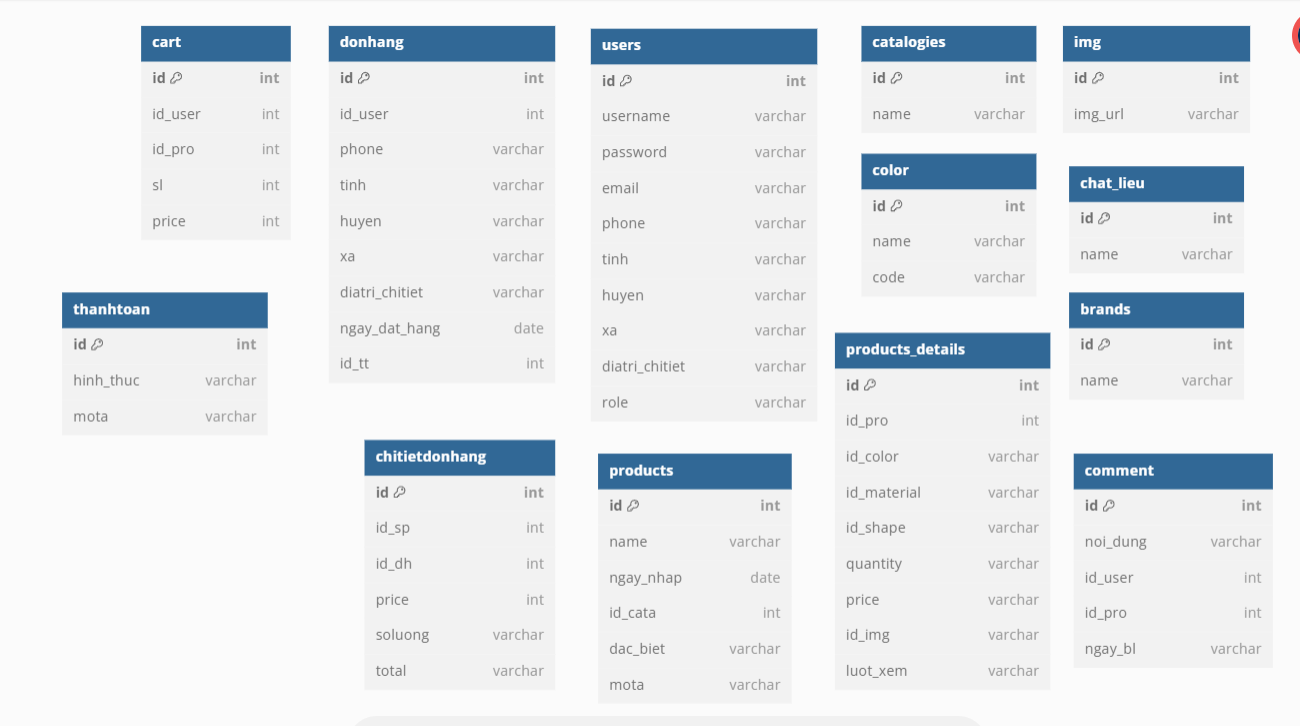 cart
id int
id_user int
id_pro int
sl int
price int
donhang
id int
id_user int
phone varchar
tinh varchar
huyen varchar
xa varchar
diatri_chitiet varchar
ngay_dat_hang date
id_tt int
users
id int
username varchar
password varchar
email varchar
phone varchar
tinh varchar
huyen varchar
xa varchar
diatri_chitiet varchar
role varchar
catalogies
id int
name varchar
img
id int
img_url varchar
color
id int
name varchar
code varchar
chat_lieu
id int
name varchar
thanhtoan
id int
hinh_thuc varchar
mota varchar
brands
id int
name varchar
products_details
id int
id_pro int
id_color varchar
id_material varchar
id_shape varchar
quantity varchar
price varchar
id_img varchar
luot_xem varchar
chitietdonhang
id int
id_sp int
id_dh int
price int
soluong varchar
total varchar
products
id int
name varchar
ngay_nhap date
id_cata int
dac_biet varchar
mota varchar
comment
id int
noi_dung varchar
id_user int
id_pro int
ngay_bl varchar